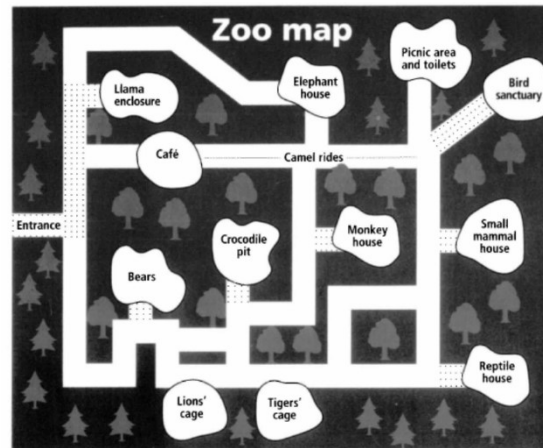 Zoo map
Picnic area
and toilets
Elephant
house
Bird
sanctuary
Llama
enclosure
Café
Camel rides
Entrance
Monkey
house
Small
mammal
house
Crocodile
pit
Bears
Reptile
house
Lions'
cage
Tigers'
cage